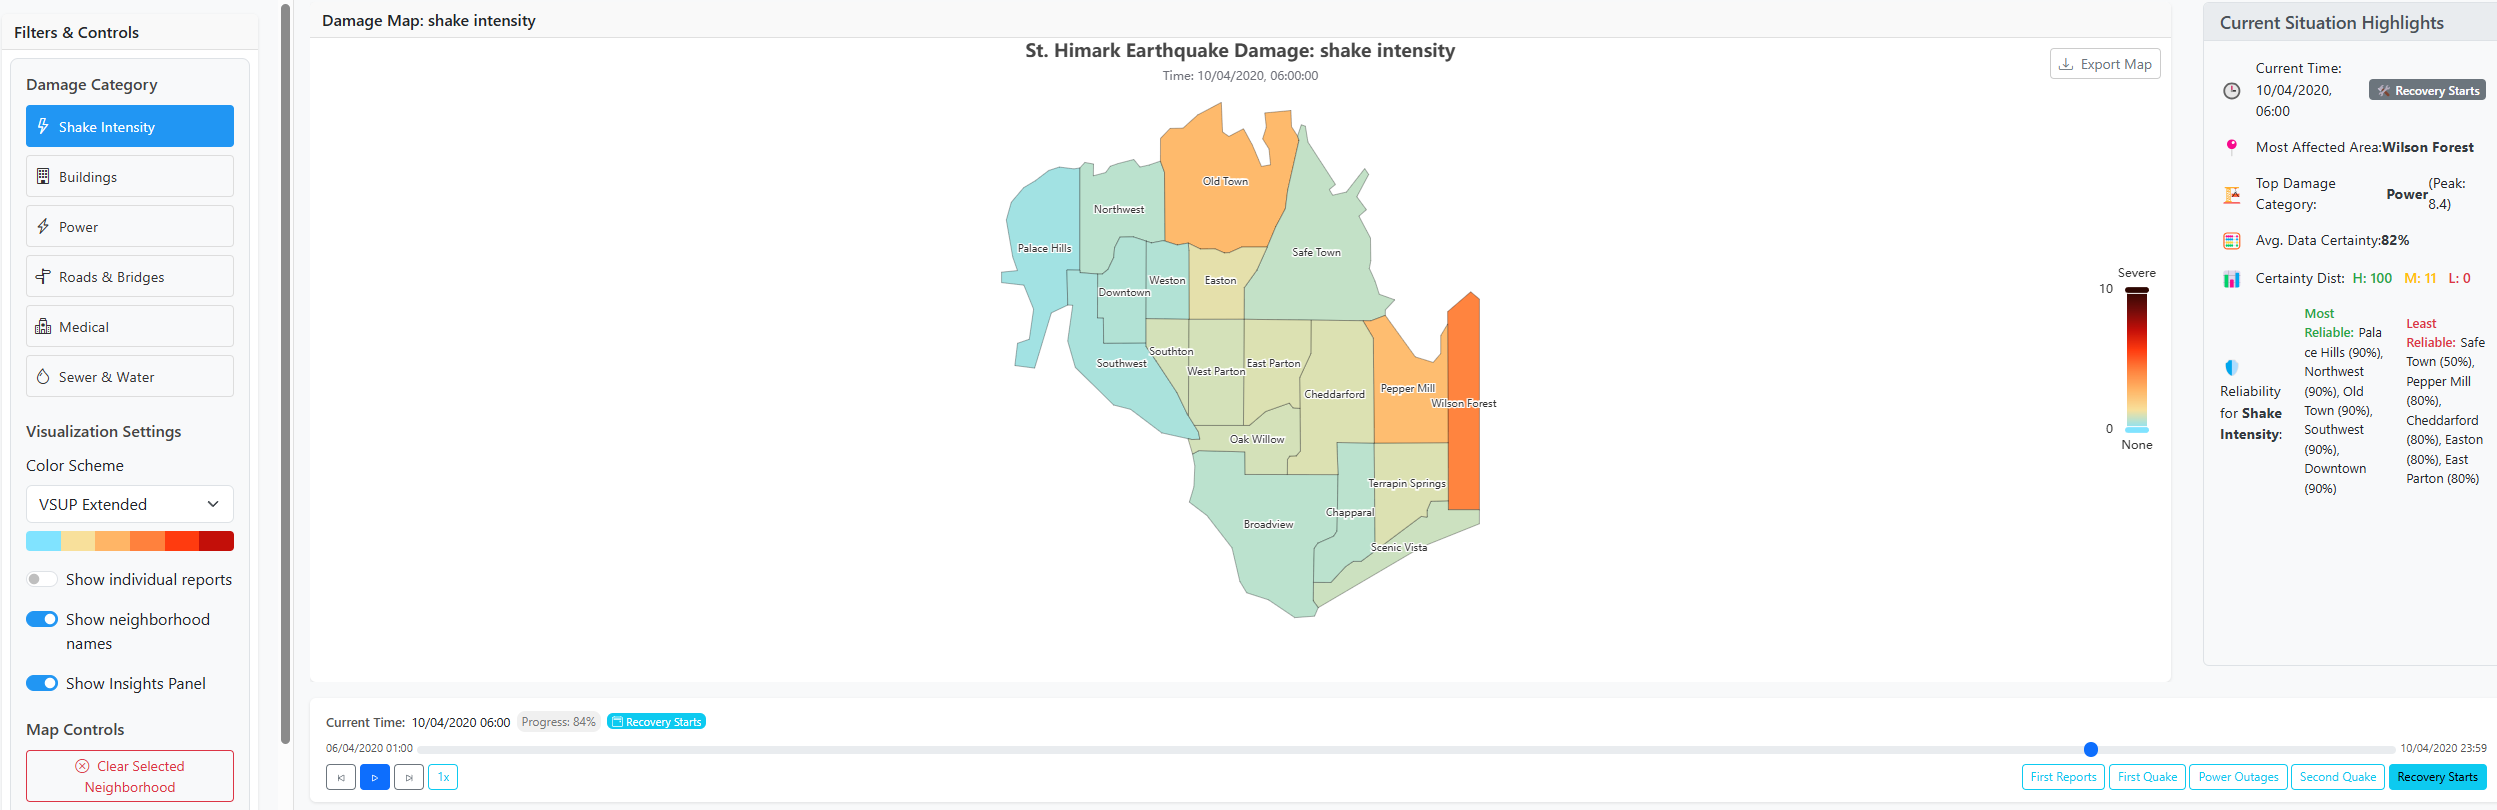 Filters & Controls
Damage Category
Shake Intensity
Buildings
Power
Roads & Bridges
Medical
Sewer & Water
Visualization Settings
Color Scheme
VSUP Extended
Show individual reports
Show neighborhood
names
Show Insights Panel
Map Controls
Clear Selected
Neighborhood
Damage Map: shake intensity
St. Himark Earthquake Damage: shake intensity
Time: 10/04/2020, 06:00:00
Export Map
Old Town
Northwest
Palace Hills
Safe Town
Weston
Easton
Downtown
Southton
Southwest
West Parton
East Parton
Cheddarford
Pepper Mill
Wilson Forest
Oak Willow
Terrapin Springs
Chapparal
Broadview
Scenic Vista
Severe
10
0
None
Current Time: 10/04/2020 06:00 Progress: 84% Recovery Starts
06/04/2020 01:00
10/04/2020 23:59
1x
First Reports
First Quake
Power Outages
Second Quake
Recovery Starts
Current Situation Highlights
Current Time:
10/04/2020,
06:00
Recovery Starts
Most Affected Area:Wilson Forest
Top Damage
Category:
Power
(Peak:
8.4)
Avg. Data Certainty:82%
Certainty Dist: H: 100 M: 11 L: 0
Reliability
for Shake
Intensity:
Most
Reliable: Pala
ce Hills (90%),
Northwest
(90%), Old
Town (90%),
Southwest
(90%),
Downtown
(90%)
Least
Reliable: Safe
Town (50%),
Pepper Mill
(80%),
Cheddarford
(80%), Easton
(80%), East
Parton (80%)